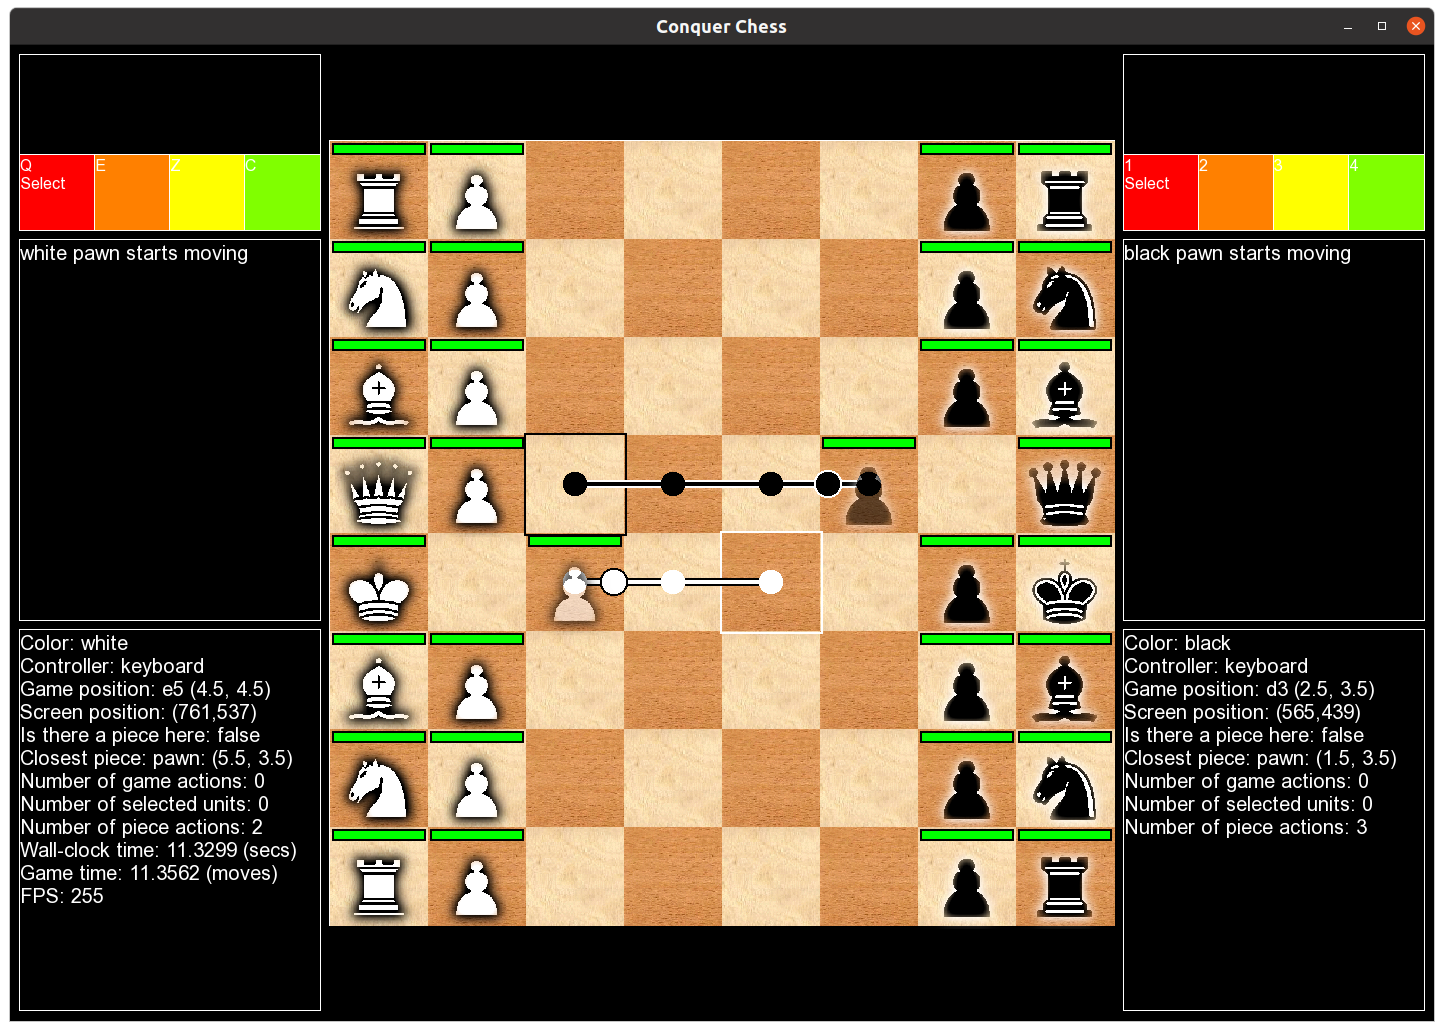 Conquer Chess
Q
Select
E
Z
C
1
Select
2
3
4
white pawn starts moving
black pawn starts moving
Color: white
Controller: keyboard
Game position: e5 (4.5, 4.5)
Screen position: (761,537)
Is there a piece here: false
Closest piece: pawn: (5.5, 3.5)
Number of game actions: 0
Number of selected units: 0
Number of piece actions: 2
Wall-clock time: 11.3299 (secs)
Game time: 11.3562 (moves)
FPS: 255
Color: black
Controller: keyboard
Game position: d3 (2.5, 3.5)
Screen position: (565,439)
Is there a piece here: false
Closest piece: pawn: (1.5, 3.5)
Number of game actions: 0
Number of selected units: 0
Number of piece actions: 3